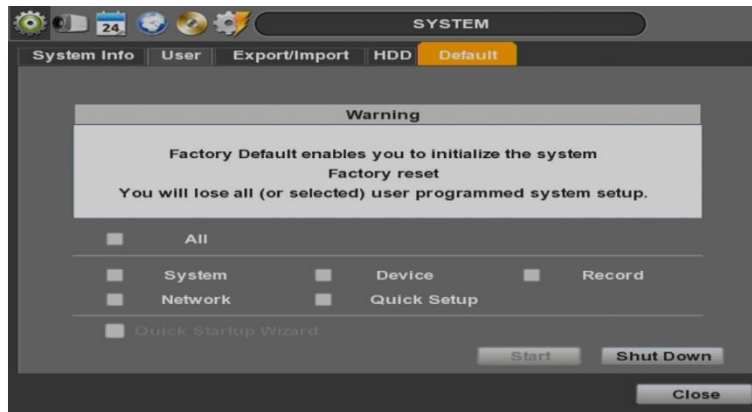 24
SYSTEM
System Info User Export/Import HDD Default
Warning
Factory Default enables you to initialize the system
Factory reset
You will lose all (or selected) user programmed system setup.
All
System Device Record
Network Quick Setup
Quick Startup Wizard
Start Shut Down
Close